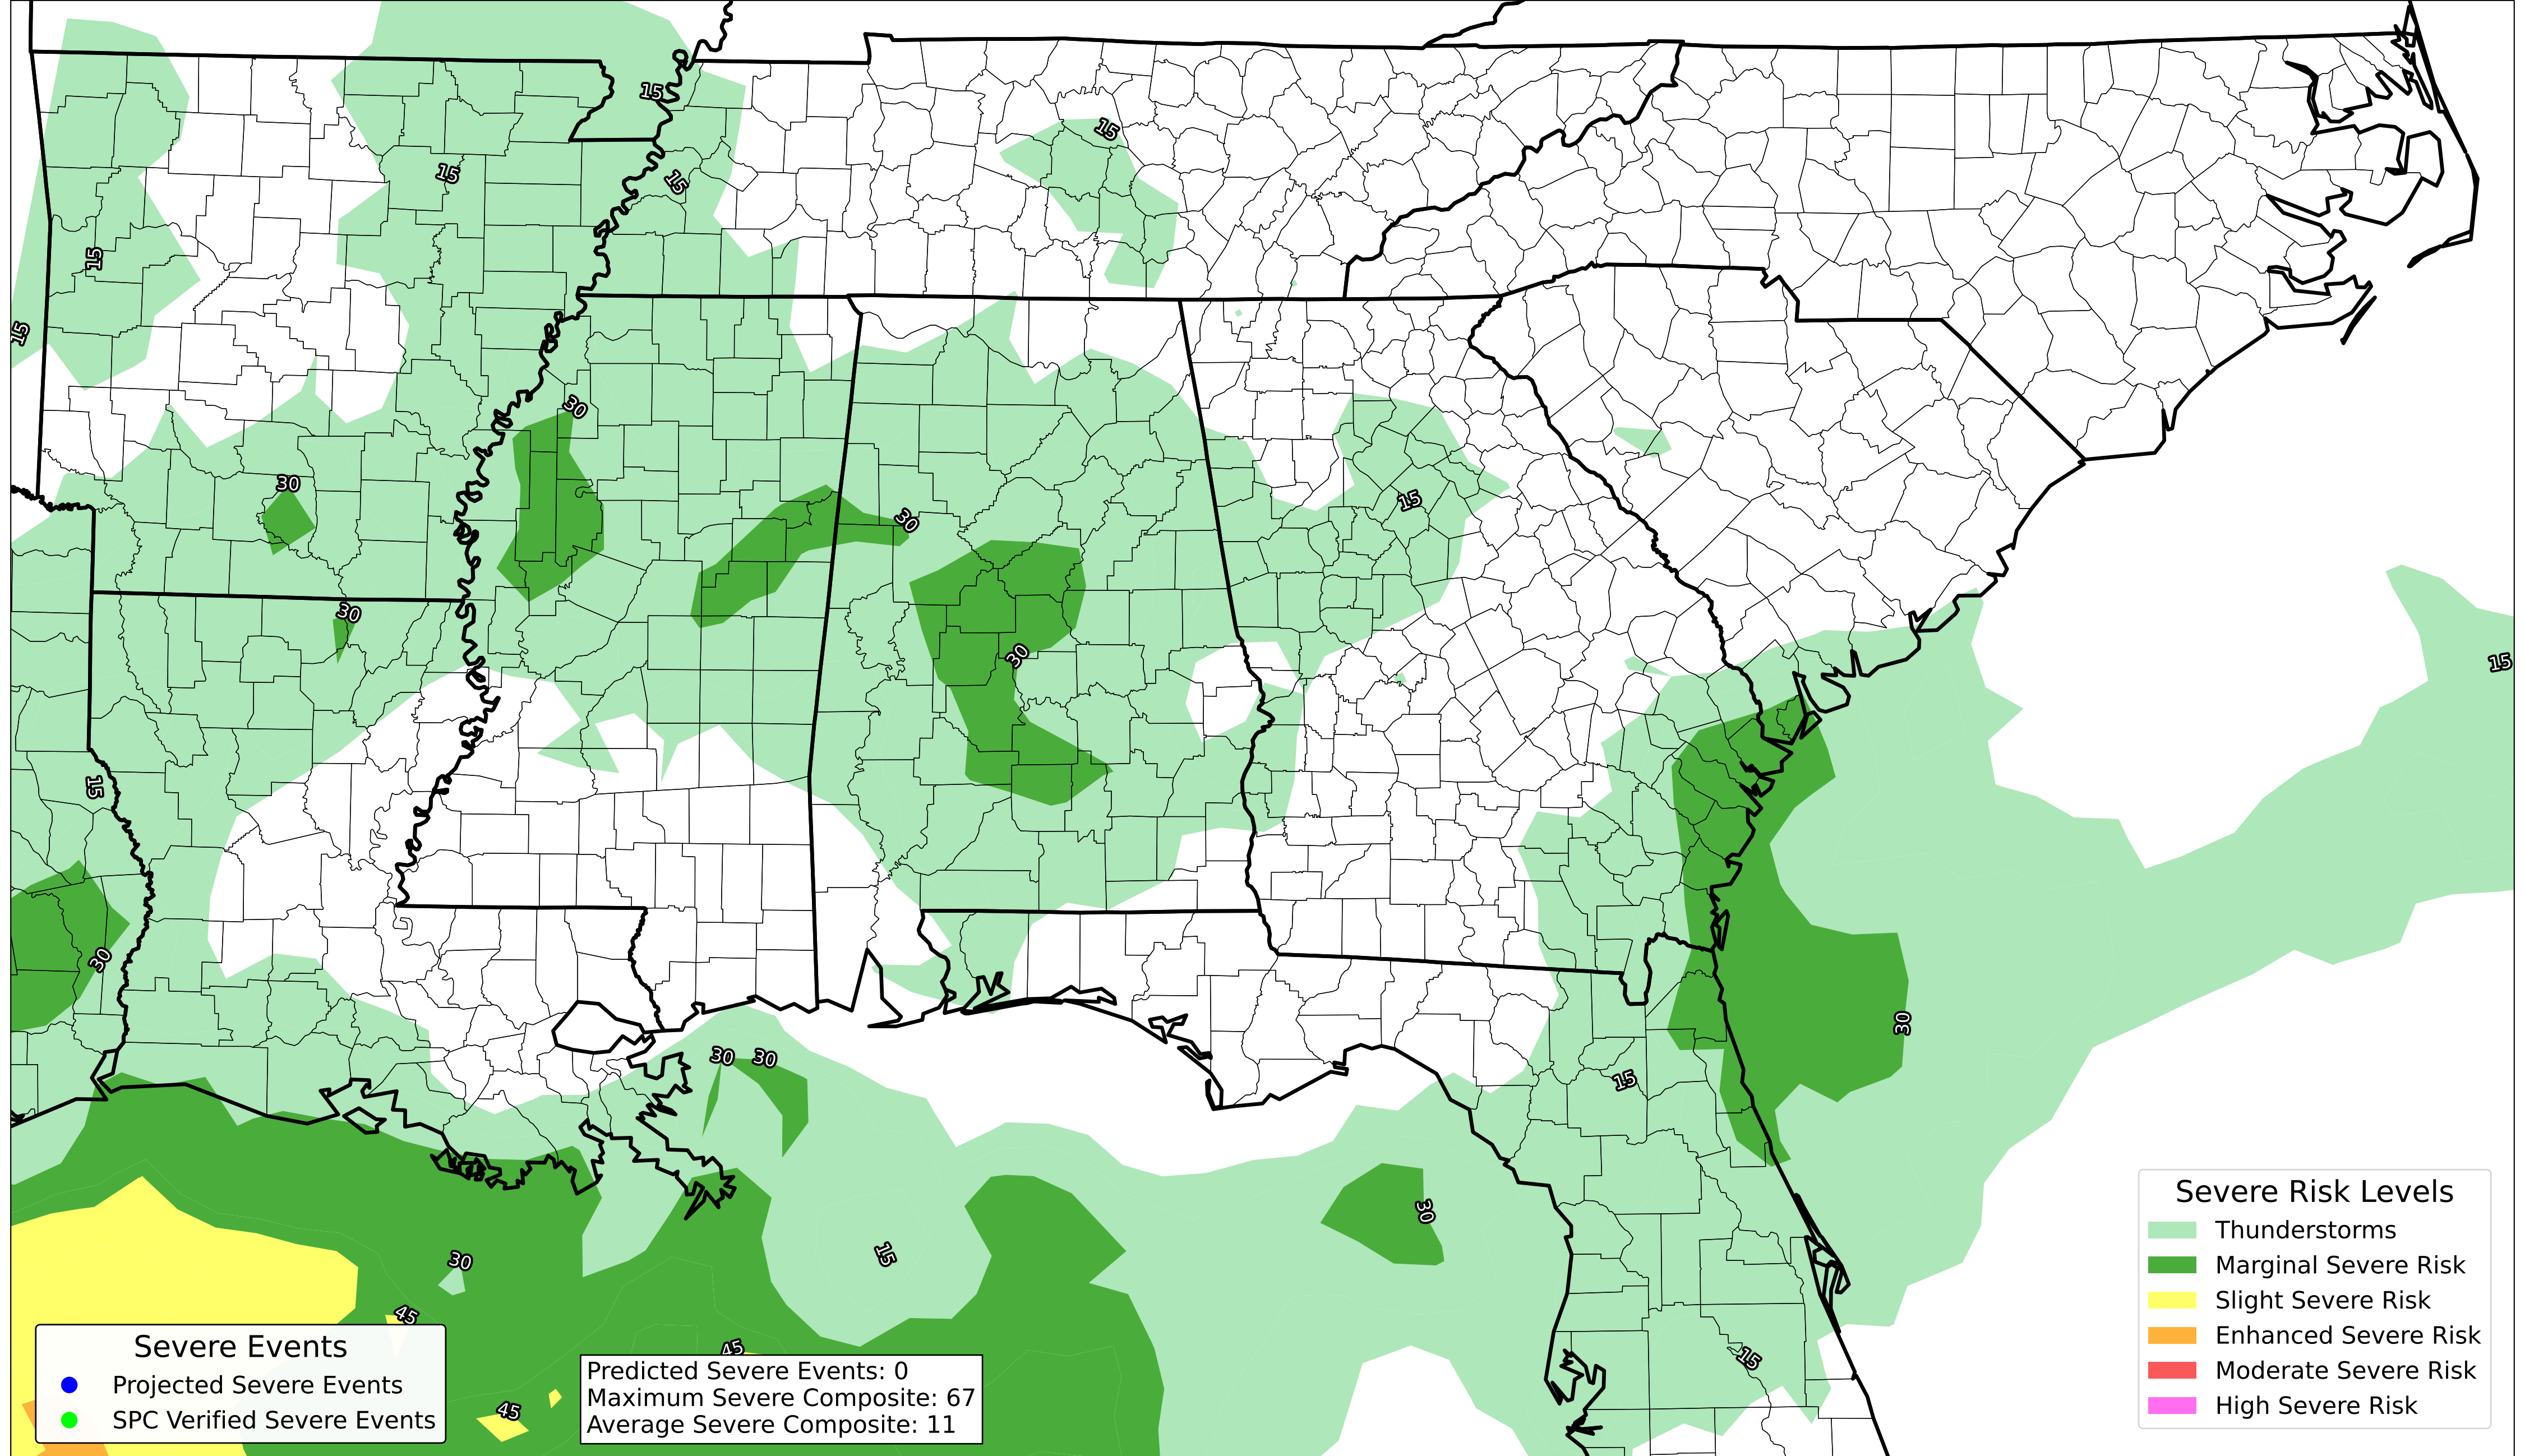 15
15
15
15
15
15
30
30
30
15
30
30
15
15
30
30
30
15
30 30
30
15
30
45
45
15
45
Severe Events
Projected Severe Events
SPC Verified Severe Events
Predicted Severe Events: 0
Maximum Severe Composite: 67
Average Severe Composite: 11
Severe Risk Levels
Thunderstorms
Marginal Severe Risk
Slight Severe Risk
Enhanced Severe Risk
Moderate Severe Risk
High Severe Risk